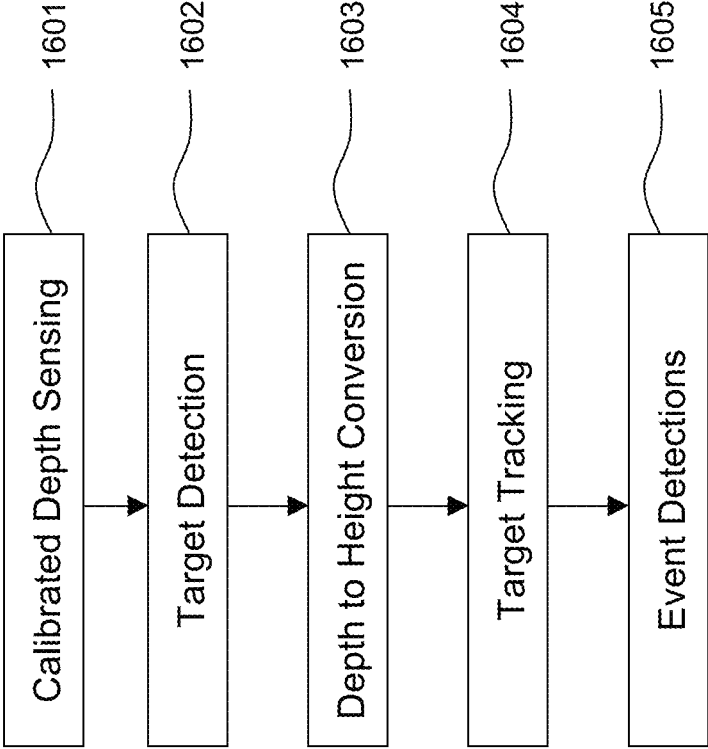 Calibrated Depth Sensing 1601
Target Detection 1602
Depth to Height Conversion 1603
Target Tracking 1604
Event Detections 1605